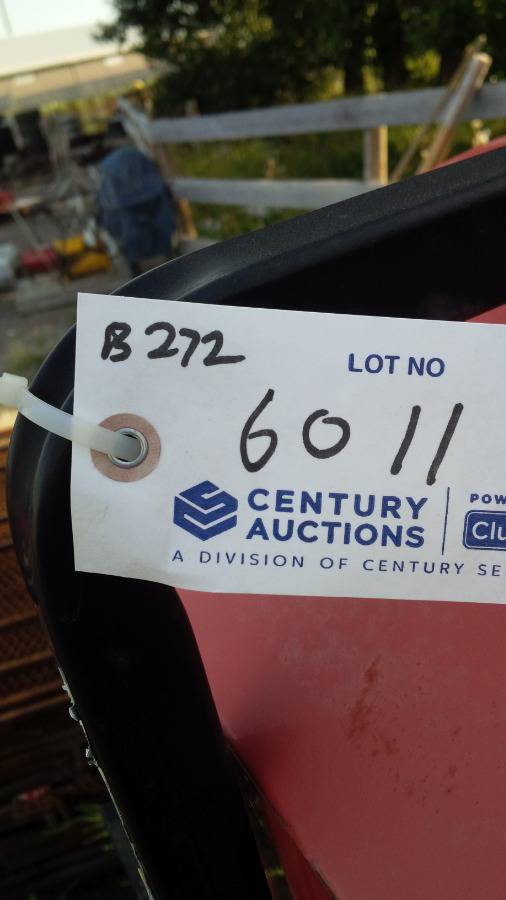 B272
LOT NO
6011
CENTURY
AUCTIONS
POW
Clu
A DIVISION OF CENTURY SE